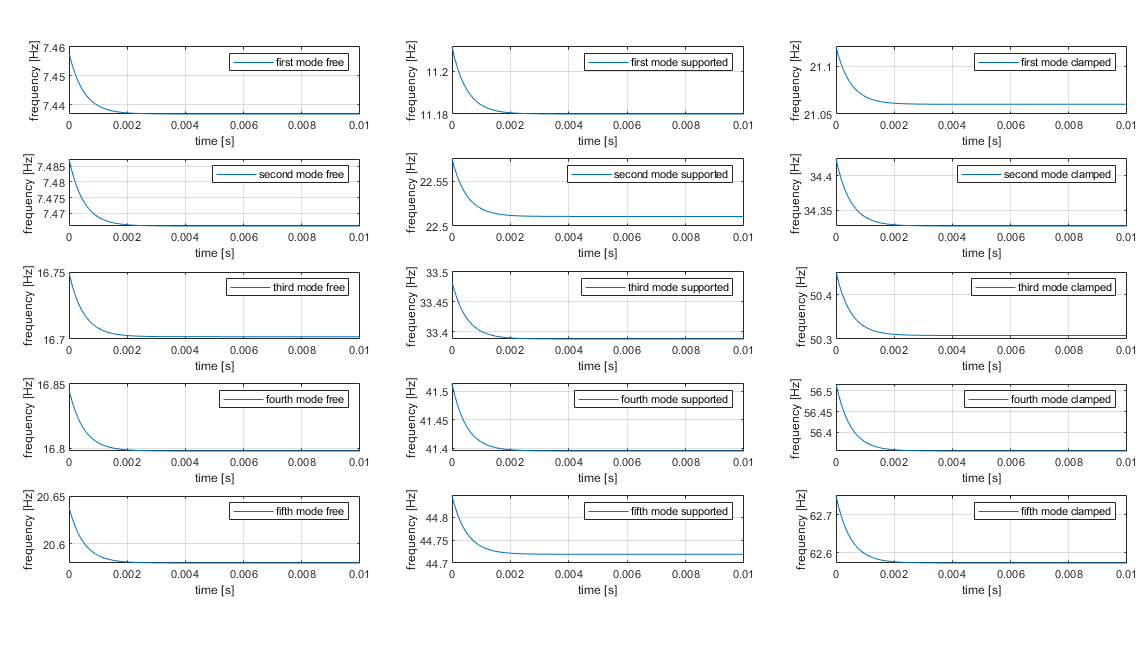 frequency [Hz]
7.46
7.45
7.44
first mode free
0 0.002 0.004 0.006 0.008 0.01
time [s]
frequency [Hz]
11.2
11.18
first mode supported
0 0.002 0.004 0.006 0.008 0.01
time [s]
frequency [Hz]
21.1
21.05
first mode clamped
0 0.002 0.004 0.006 0.008 0.01
time [s]
frequency [Hz]
7.485
7.48
7.475
7.47
second mode free
0 0.002 0.004 0.006 0.008 0.01
time [s]
frequency [Hz]
22.55
22.5
second mode supported
0 0.002 0.004 0.006 0.008 0.01
time [s]
frequency [Hz]
34.4
34.35
second mode clamped
0 0.002 0.004 0.006 0.008 0.01
time [s]
frequency [Hz]
16.75
16.7
third mode free
0 0.002 0.004 0.006 0.008 0.01
time [s]
frequency [Hz]
33.5
33.45
33.4
third mode supported
0 0.002 0.004 0.006 0.008 0.01
time [s]
frequency [Hz]
50.4
50.3
third mode clamped
0 0.002 0.004 0.006 0.008 0.01
time [s]
frequency [Hz]
16.85
16.8
fourth mode free
0 0.002 0.004 0.006 0.008 0.01
time [s]
frequency [Hz]
41.5
41.45
41.4
fourth mode supported
0 0.002 0.004 0.006 0.008 0.01
time [s]
frequency [Hz]
56.5
56.45
56.4
fourth mode clamped
0 0.002 0.004 0.006 0.008 0.01
time [s]
frequency [Hz]
20.65
20.6
fifth mode free
0 0.002 0.004 0.006 0.008 0.01
time [s]
frequency [Hz]
44.8
44.75
44.7
fifth mode supported
0 0.002 0.004 0.006 0.008 0.01
time [s]
frequency [Hz]
62.7
62.6
fifth mode clamped
0 0.002 0.004 0.006 0.008 0.01
time [s]